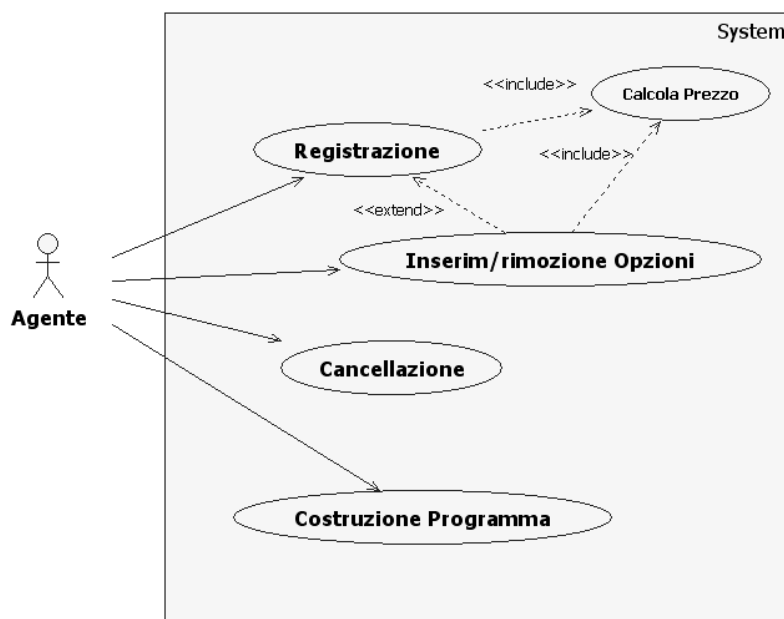 System
<<include>>
Calcola Prezzo
Registrazione
<<include>>
<<extend>>
Inserim/rimozione Opzioni
Agente
Cancellazione
Costruzione Programma